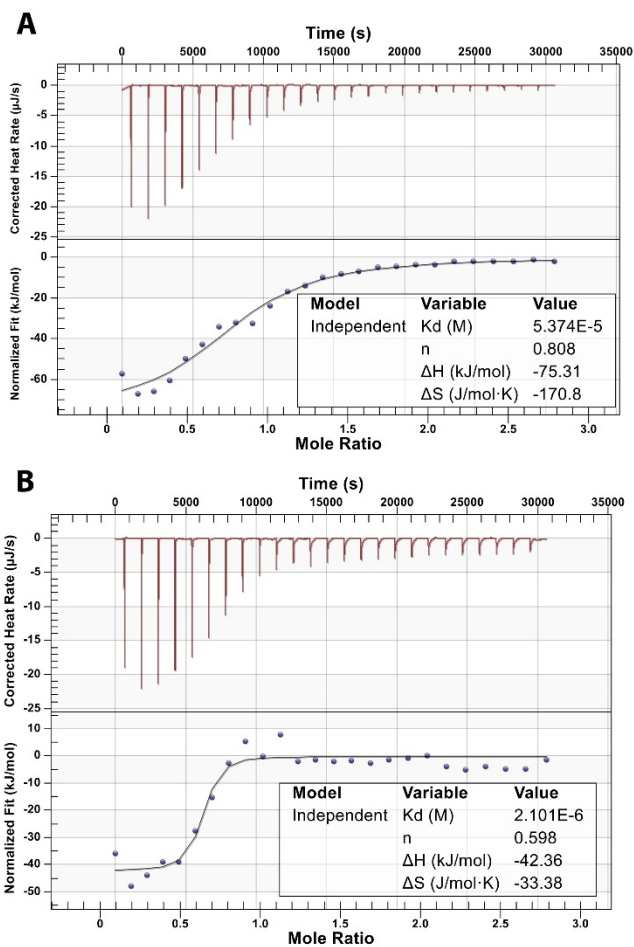 A
Time (s)
0 5000 10000 15000 20000 25000 30000 35000
Corrected Heat Rate (µJ/s)
0
-5
-10
-15
-20
-25
Normalized Fit (kJ/mol)
0
-20
-40
-60
Model Variable Value
Independent Kd (M) 5.374E-5
n 0.808
ΔH (kJ/mol) -75.31
ΔS (J/mol·K) -170.8
0 0.5 1.0 1.5 2.0 2.5 3.0
Mole Ratio
B
Time (s)
0 5000 10000 15000 20000 25000 30000 35000
Corrected Heat Rate (µJ/s)
0
-5
-10
-15
-20
-25
Normalized Fit (kJ/mol)
10
0
-10
-20
-30
-40
-50
Model Variable Value
Independent Kd (M) 2.101E-6
n 0.598
ΔH (kJ/mol) -42.36
ΔS (J/mol·K) -33.38
0 0.5 1.0 1.5 2.0 2.5 3.0
Mole Ratio